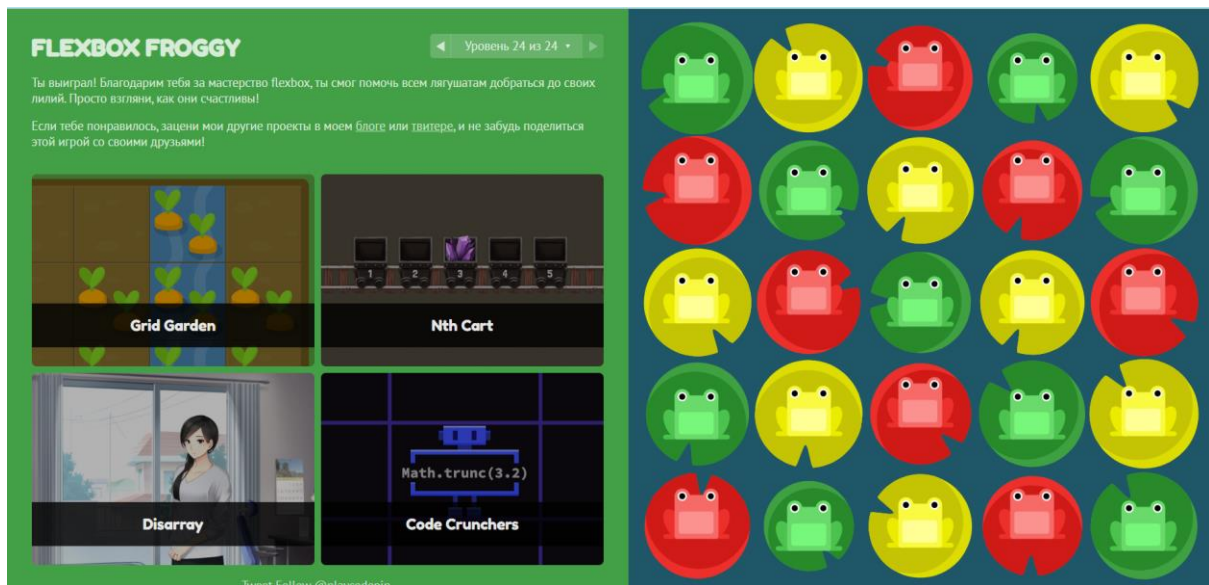 FLEXBOX FROGGY
◀ Уровень 24 из 24 ▾ ▶
Ты выиграл! Благодарим тебя за мастерство flexbox, ты смог помочь всем лягушатам добраться до своих
лилий. Просто взгляни, как они счастливы!
Если тебе понравилось, зацени мои другие проекты в моем блоге или твитере, и не забудь поделиться
этой игрой со своими друзьями!
1 2 3 4 5
Grid Garden
Nth Cart
Math.trunc(3.2)
Disarray
Code Crunchers
Tweet Follow @playcodepip